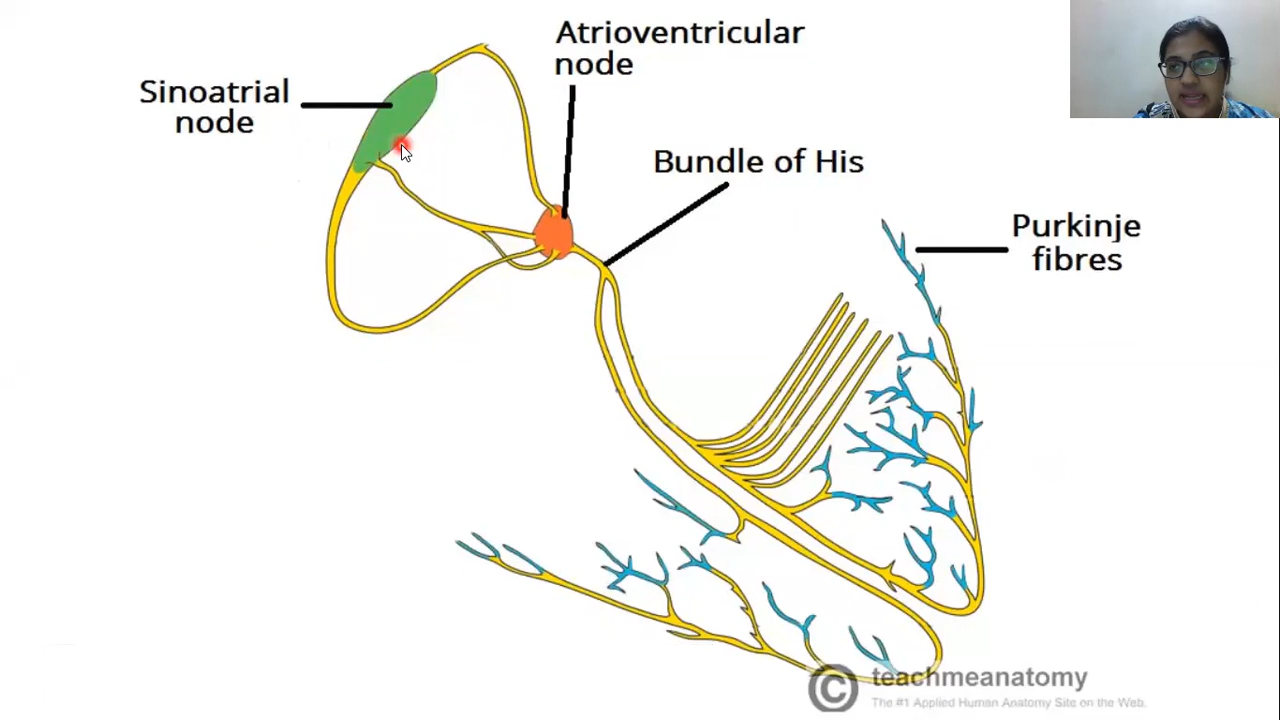 Atrioventricular
node
Sinoatrial
node
Bundle of His
Purkinje
fibres
© teachmeanatomy
The #1 Applied Human Anatomy Site on the Web.